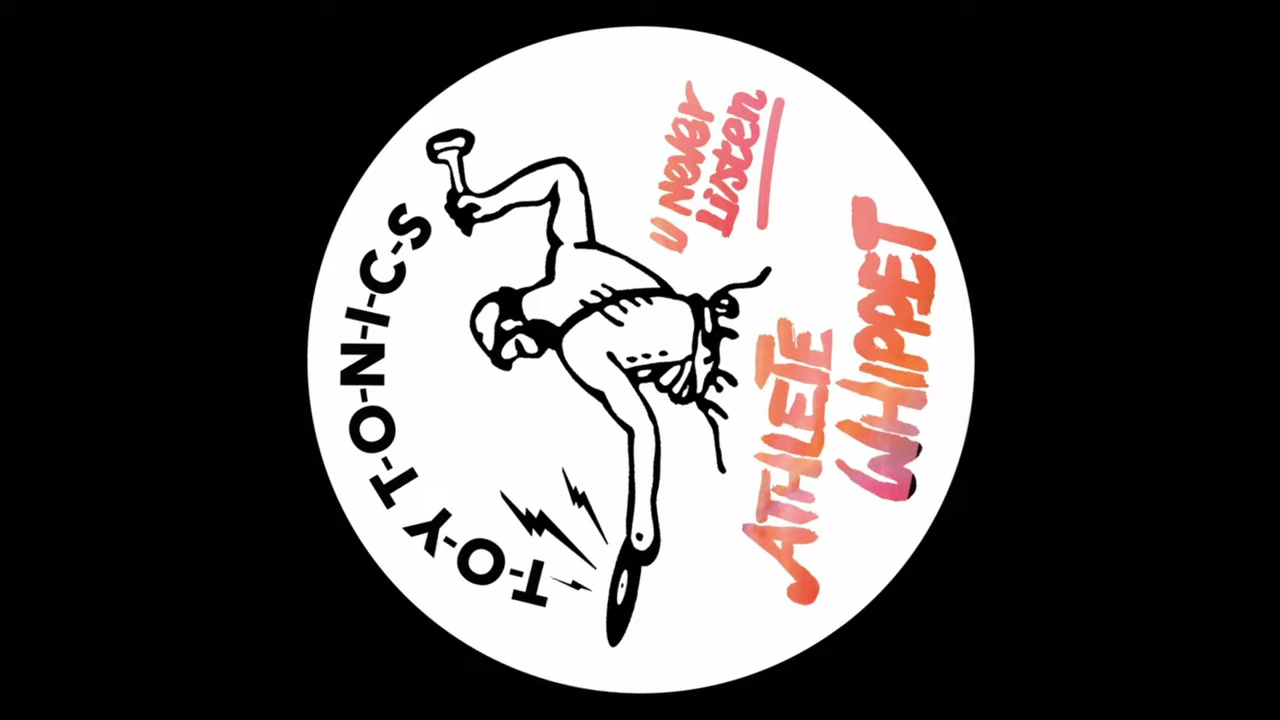 T-O-Y T-O-N-I-C-S
U Never
Listen
ATHLETE
WHIPPET